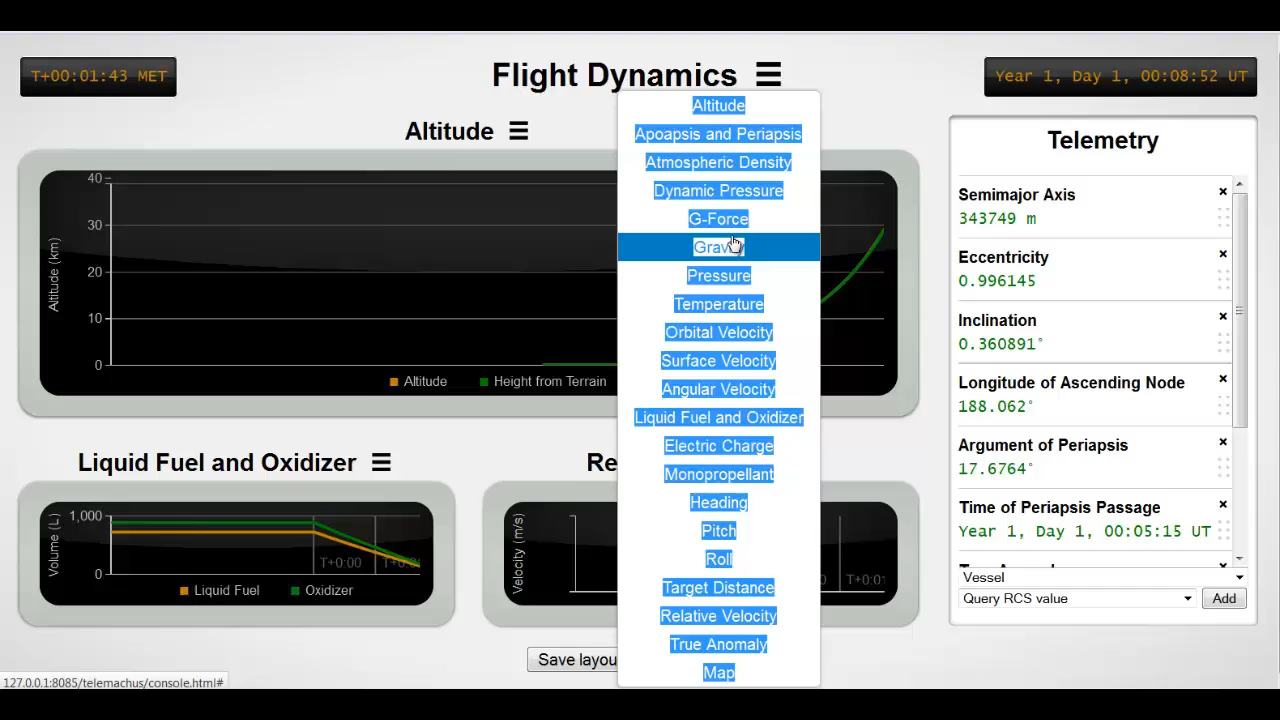 T+00:01:43 MET
Flight Dynamics
Year 1, Day 1, 00:08:52 UT
Altitude
40
30
20
10
0
Altitude (km)
Altitude
Height from Terrain
Altitude
Apoapsis and Periapsis
Atmospheric Density
Dynamic Pressure
G-Force
Gravity
Pressure
Temperature
Orbital Velocity
Surface Velocity
Angular Velocity
Liquid Fuel and Oxidizer
Electric Charge
Monopropellant
Heading
Pitch
Roll
Target Distance
Relative Velocity
True Anomaly
Map
Telemetry
Semimajor Axis
343749 m
Eccentricity
0.996145
Inclination
0.360891°
Longitude of Ascending Node
188.062°
Argument of Periapsis
17.6764°
Time of Periapsis Passage
Year 1, Day 1, 00:05:15 UT
Vessel
Query RCS value
Add
Liquid Fuel and Oxidizer
1,000
0
Volume (L)
T+0:00
Liquid Fuel
Oxidizer
Re
Velocity (m/s)
T+0:01
Save layou
127.0.0.1:8085/telemachus/console.html#